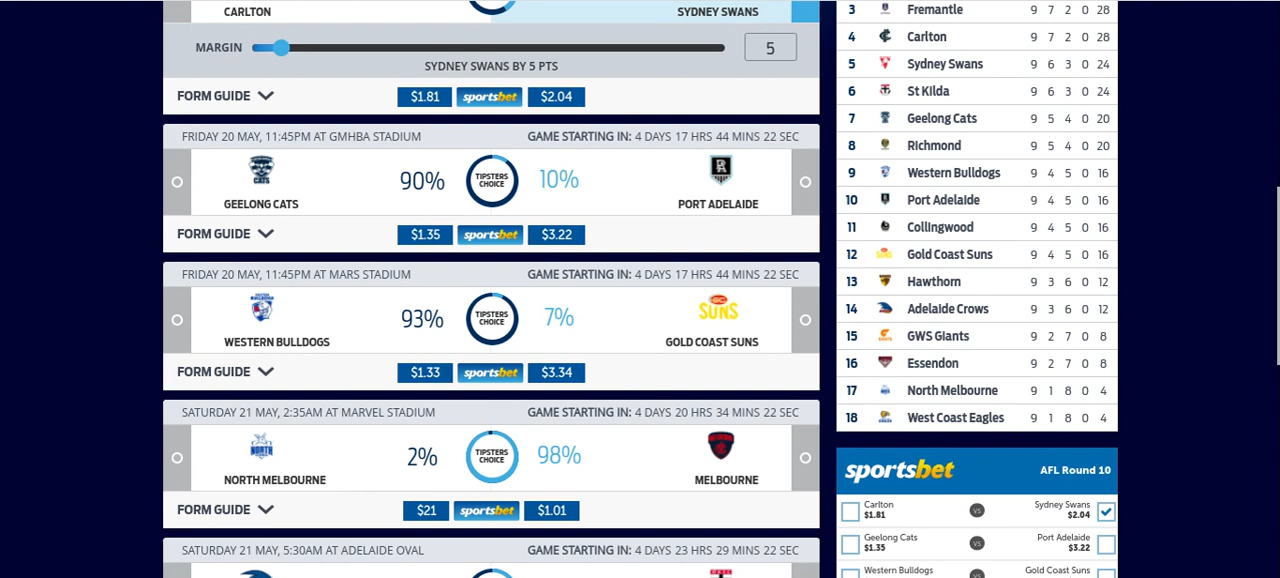 CARLTON
SYDNEY SWANS
MARGIN
5
SYDNEY SWANS BY 5 PTS
FORM GUIDE
$1.81 sportsbet $2.04
FRIDAY 20 MAY, 11:45PM AT GMHBA STADIUM GAME STARTING IN: 4 DAYS 17 HRS 44 MINS 22 SEC
CATS
90% TIPSTERS CHOICE 10%
PA
GEELONG CATS
PORT ADELAIDE
FORM GUIDE
$1.35 sportsbet $3.22
FRIDAY 20 MAY, 11:45PM AT MARS STADIUM GAME STARTING IN: 4 DAYS 17 HRS 44 MINS 22 SEC
93% TIPSTERS CHOICE 7%
GC SUNS
WESTERN BULLDOGS
GOLD COAST SUNS
FORM GUIDE
$1.33 sportsbet $3.34
SATURDAY 21 MAY, 2:35AM AT MARVEL STADIUM GAME STARTING IN: 4 DAYS 20 HRS 34 MINS 22 SEC
NORTH
2% TIPSTERS CHOICE 98%
NORTH MELBOURNE
MELBOURNE
FORM GUIDE
$21 sportsbet $1.01
SATURDAY 21 MAY, 5:30AM AT ADELAIDE OVAL GAME STARTING IN: 4 DAYS 23 HRS 29 MINS 22 SEC
3 Fremantle 9 7 2 0 28
4 Carlton 9 7 2 0 28
5 Sydney Swans 9 6 3 0 24
6 St Kilda 9 6 3 0 24
7 Geelong Cats 9 5 4 0 20
8 Richmond 9 5 4 0 20
9 Western Bulldogs 9 4 5 0 16
10 Port Adelaide 9 4 5 0 16
11 Collingwood 9 4 5 0 16
12 Gold Coast Suns 9 4 5 0 16
13 Hawthorn 9 3 6 0 12
14 Adelaide Crows 9 3 6 0 12
15 GWS Giants 9 2 7 0 8
16 Essendon 9 2 7 0 8
17 North Melbourne 9 1 8 0 4
18 West Coast Eagles 9 1 8 0 4
sportsbet AFL Round 10
Carlton VS Sydney Swans
$1.81 $2.04
Geelong Cats VS Port Adelaide
$1.35 $3.22
Western Bulldogs Gold Coast Suns